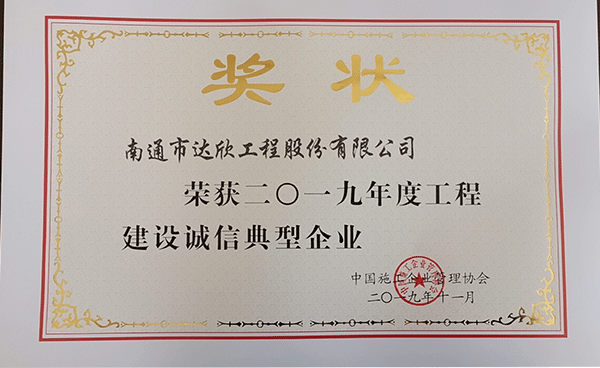 奖状
南通市达欣工程股份有限公司
荣获二〇一九年度工程
建设诚信典型企业
中国施工企业管理协会
二〇一九年十一月